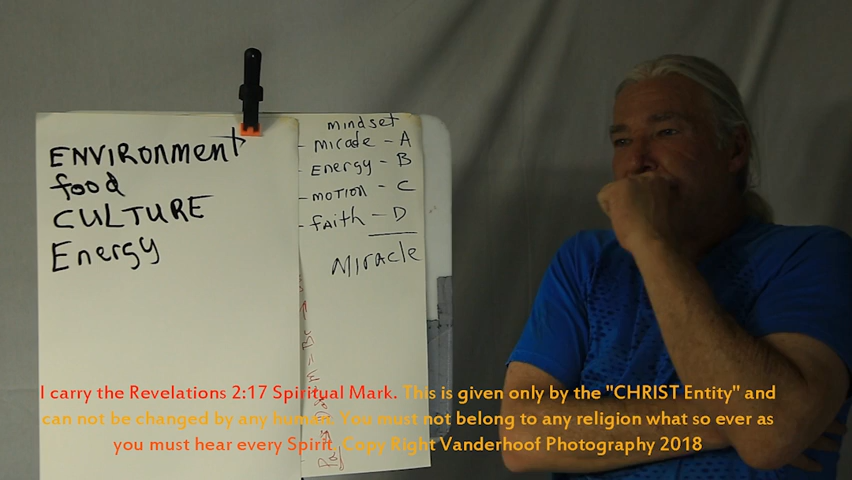 ENVIRONMENT
food
CULTURE
Energy
mindset
- micade - A
- ENERGY - B
- MOTION - C
- FAITH - D
Miracle
I carry the Revelations 2:17 Spiritual Mark. This is given only by the "CHRIST Entity" and
can not be changed by any human. You must not belong to any religion what so ever as
you must hear every Spirit. Copy Right Vanderhoof Photography 2018